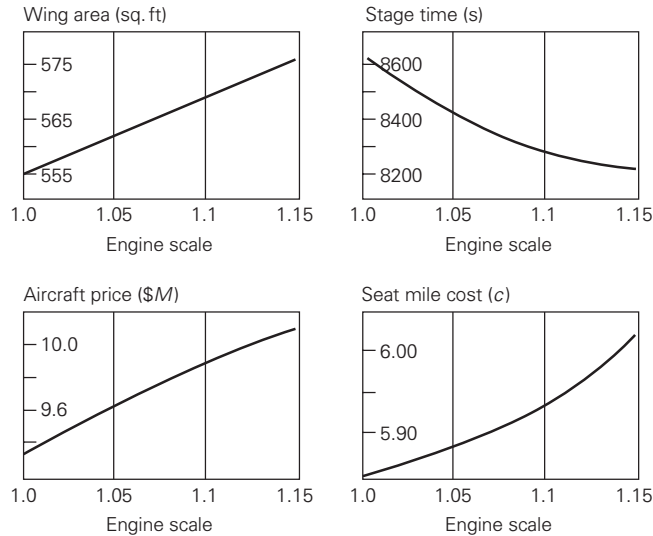 Wing area (sq. ft)
575
565
555
1.0 1.05 1.1 1.15
Engine scale
Stage time (s)
8600
8400
8200
1.0 1.05 1.1 1.15
Engine scale
Aircraft price ($M)
10.0
9.6
1.0 1.05 1.1 1.15
Engine scale
Seat mile cost (c)
6.00
5.90
1.0 1.05 1.1 1.15
Engine scale